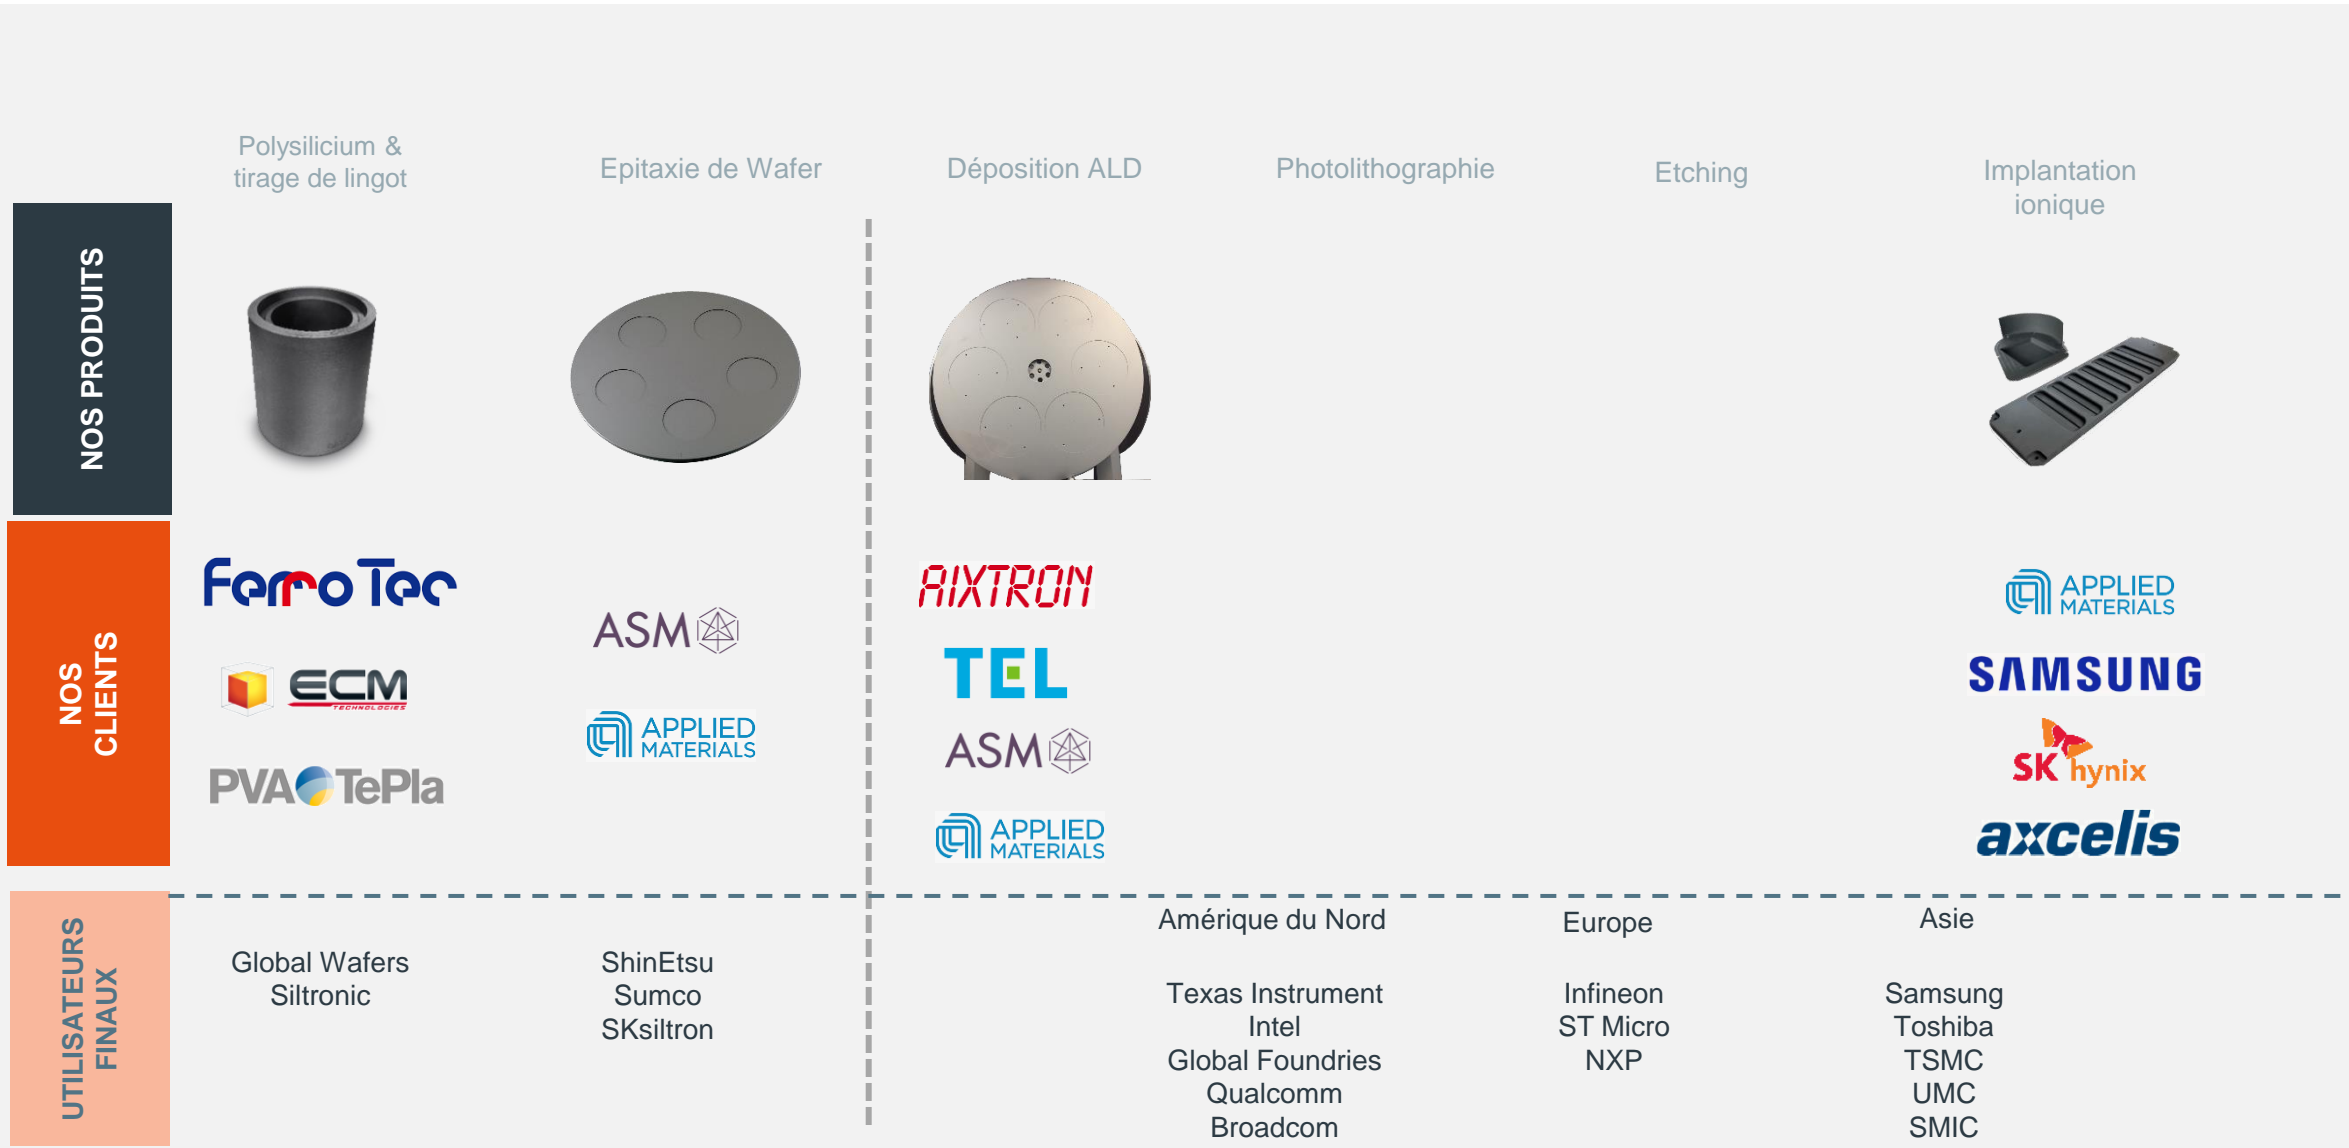 Polysilicium &
tirage de lingot
Epitaxie de Wafer
Déposition ALD
Photolithographie
Etching
Implantation
ionique
NOS PRODUITS
NOS
CLIENTS
FerroTec
ECM
TECHNOLOGIES
PVA TePla
ASM
APPLIED
MATERIALS
AIXTRON
TEL
ASM
APPLIED
MATERIALS
APPLIED
MATERIALS
SAMSUNG
SK hynix
axcelis
UTILISATEURS
FINAUX
Global Wafers
Siltronic
ShinEtsu
Sumco
SKsiltron
Amérique du Nord
Texas Instrument
Intel
Global Foundries
Qualcomm
Broadcom
Europe
Infineon
ST Micro
NXP
Asie
Samsung
Toshiba
TSMC
UMC
SMIC